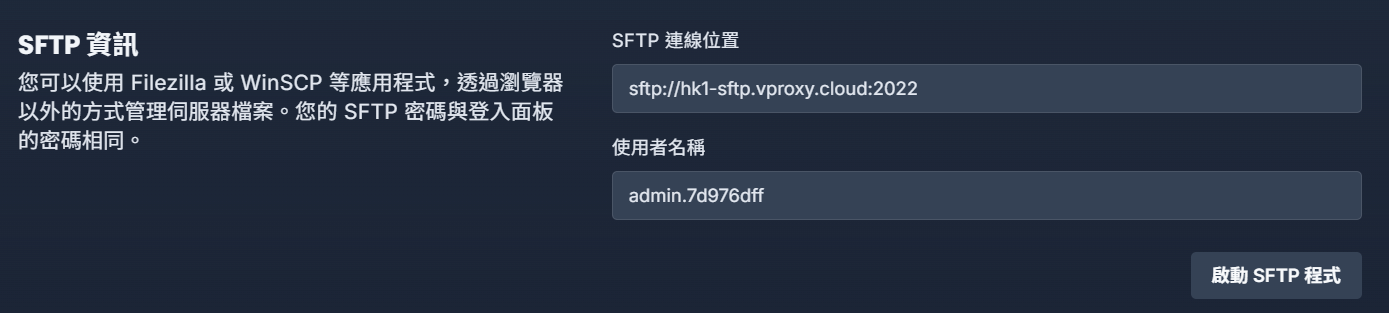 SFTP 資訊
您可以使用 Filezilla 或 WinSCP 等應用程式，透過瀏覽器
以外的方式管理伺服器檔案。您的 SFTP 密碼與登入面板
的密碼相同。
SFTP 連線位置
sftp://hk1-sftp.vproxy.cloud:2022
使用者名稱
admin.7d976dff
啟動 SFTP 程式